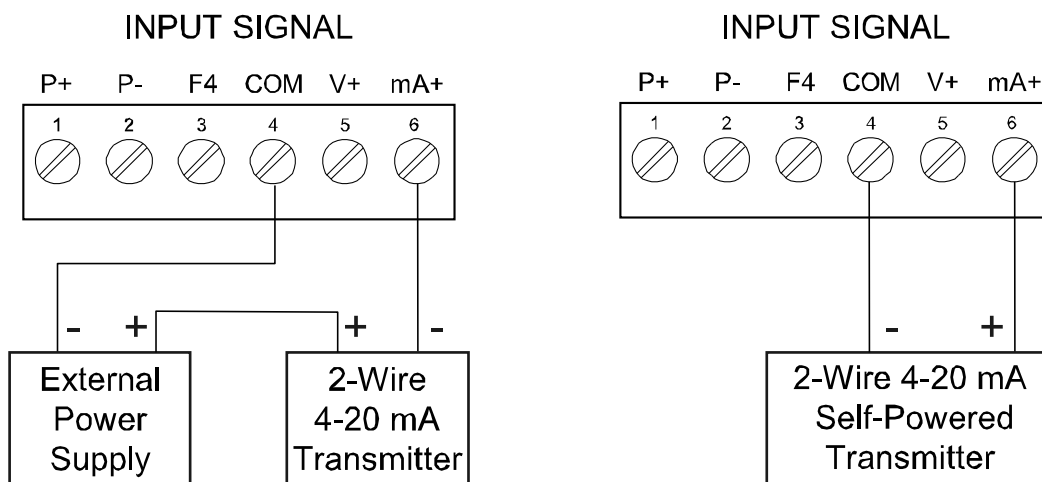 INPUT SIGNAL
P+ P- F4 COM V+ mA+
1 2 3 4 5 6
- + + -
External
Power
Supply
2-Wire
4-20 mA
Transmitter
INPUT SIGNAL
P+ P- F4 COM V+ mA+
1 2 3 4 5 6
- +
2-Wire 4-20 mA
Self-Powered
Transmitter